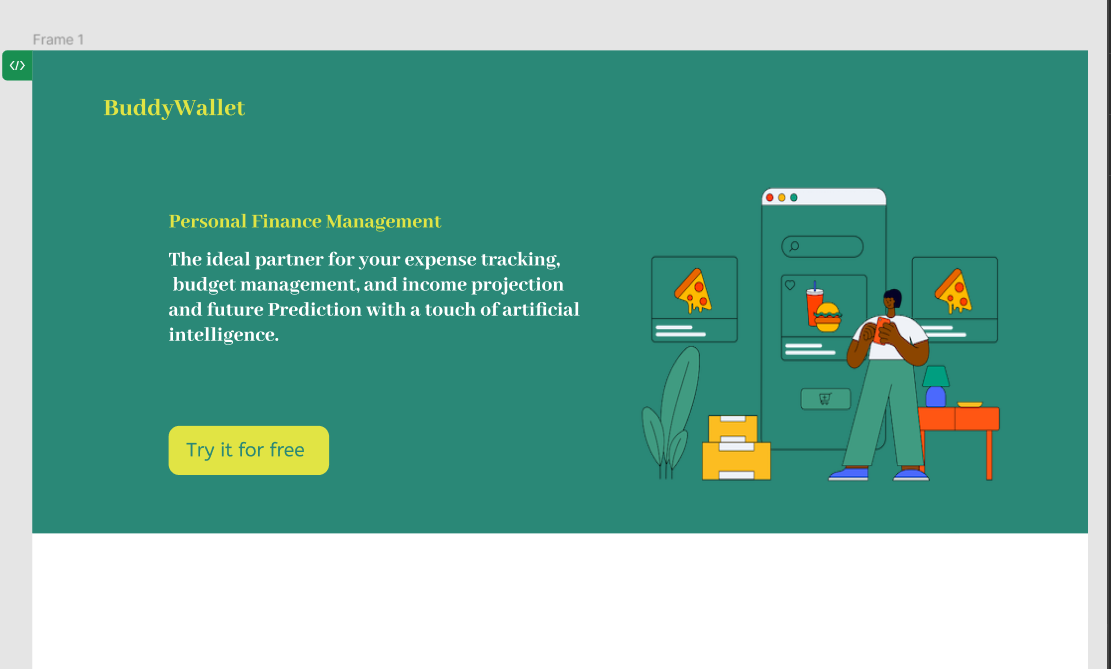 Frame 1
</>
BuddyWallet
Personal Finance Management
The ideal partner for your expense tracking,
budget management, and income projection
and future Prediction with a touch of artificial
intelligence.
Try it for free